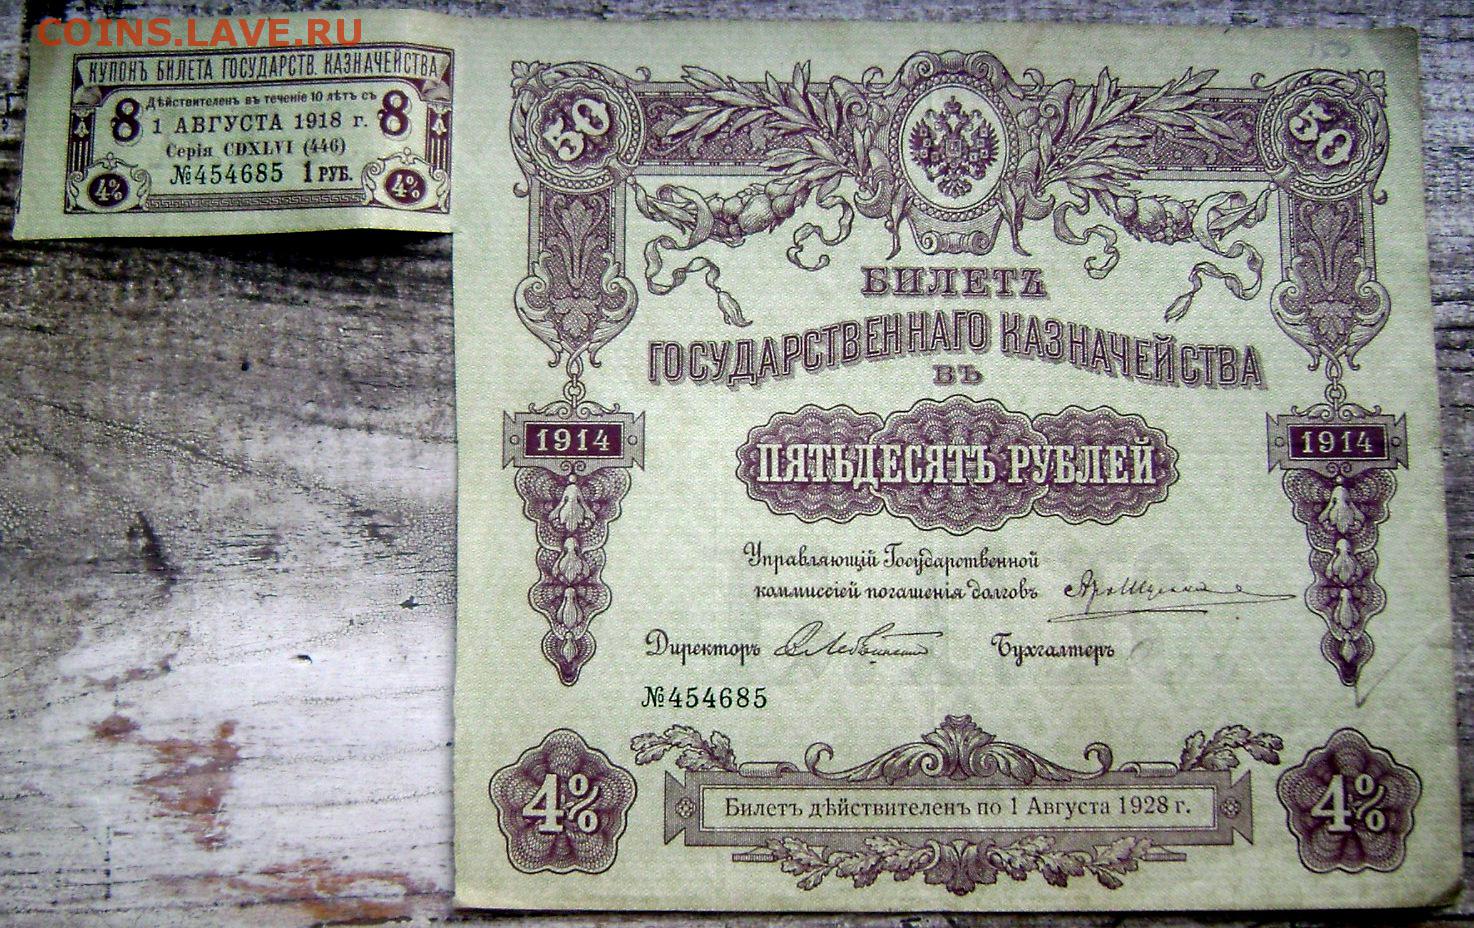 COINS.LAVE.RU
КУПОНЪ БИЛЕТА ГОСУДАРСТВ. КАЗНАЧЕЙСТВА
8 Дѣйствителенъ въ теченіе 10 лѣтъ съ 8
1 АВГУСТА 1918 г.
Серія CDXLVI (446)
№454685 1 РУБ.
4% 4%
50 50
БИЛЕТЪ
ГОСУДАРСТВЕННАГО КАЗНАЧЕЙСТВА
ВЪ
1914 1914
ПЯТЬДЕСЯТЪ РУБЛЕЙ
Управляющій Государственной
коммиссіей погашенія долговъ
Директоръ Бухгалтеръ
№454685
4% 4%
Билетъ дѣйствителенъ по 1 Августа 1928 г.